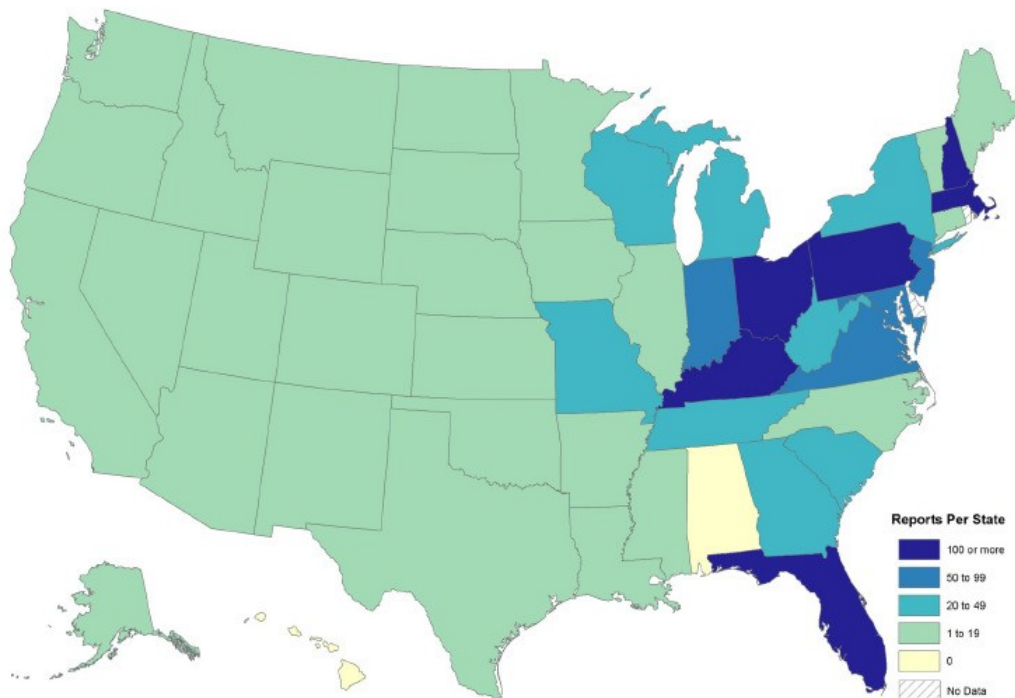 Reports Per State
100 or more
50 to 99
20 to 49
1 to 19
0
No Data